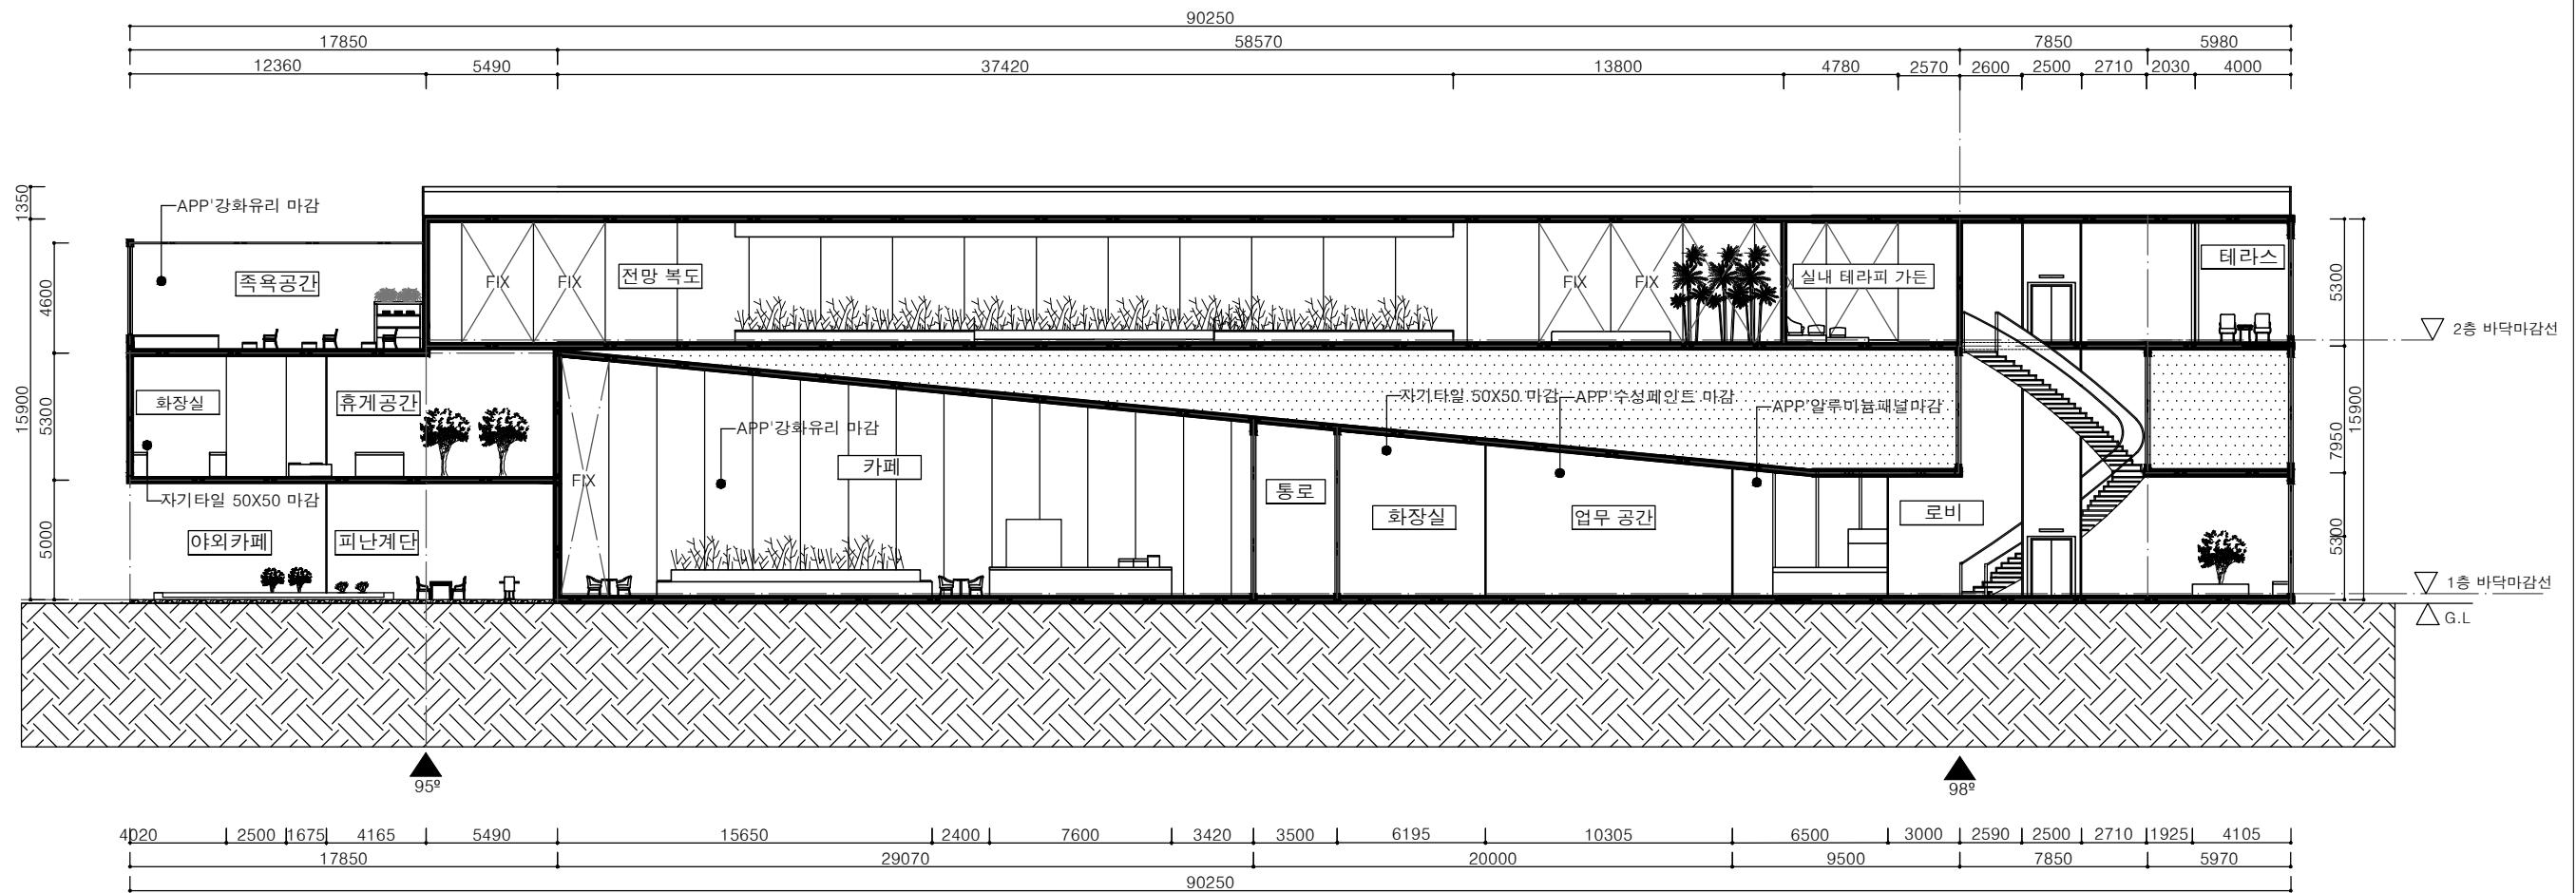 90250
17850 58570 7850 5980
12360 5490 37420 13800 4780 2570 2600 2500 2710 2030 4000
1350
APP'강화유리 마감
족욕공간
FIX
FIX
전망 복도
FIX
FIX
실내 테라피 가든
테라스
4600
5300
2층 바닥마감선
15900
5300
화장실
휴게공간
자기타일 50X50 마감
APP'수성페인트 마감
APP'알루미늄패널마감
15900
7950
APP'강화유리 마감
카페
FIX
통로
화장실
업무 공간
로비
자기타일 50X50 마감
야외카페
피난계단
5000
5300
1층 바닥마감선
G.L
95º
98º
4020 2500 1675 4165 5490 15650 2400 7600 3420 3500 6195 10305 6500 3000 2590 2500 2710 1925 4105
17850 29070 20000 9500 7850 5970
90250